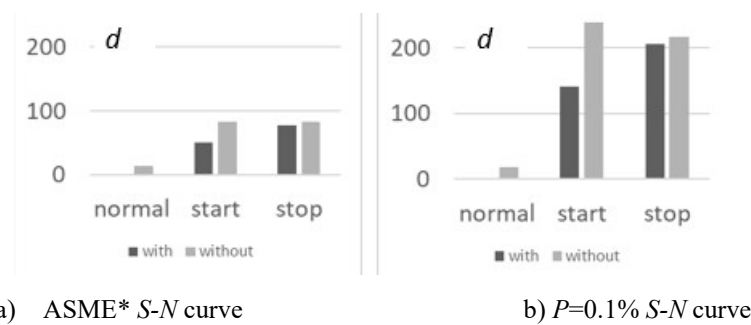 200
d
100
0
normal start stop
with without
200
d
100
0
normal start stop
with without
a) ASME* S-N curve
b) P=0.1% S-N curve